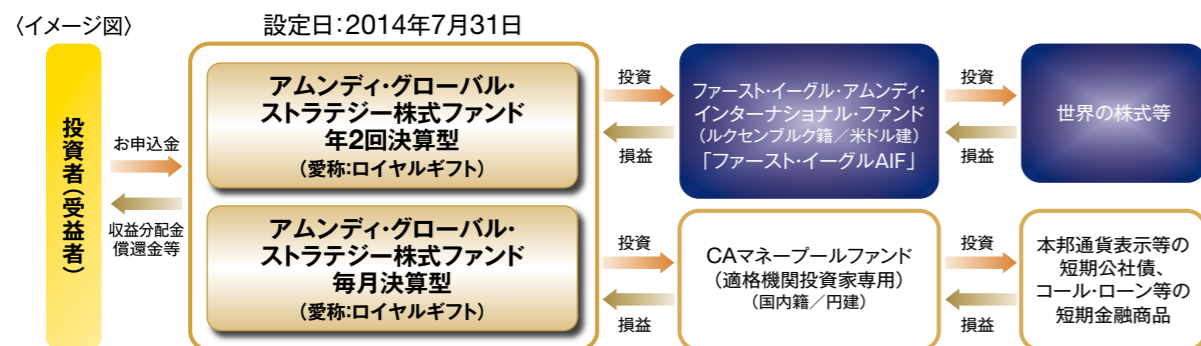 〈イメージ図〉
設定日：2014年7月31日
投資者（受益者）
お申込金
収益分配金
償還金等
アムンディ・グローバル・
ストラテジー株式ファンド
年2回決算型
（愛称：ロイヤルギフト）
アムンディ・グローバル・
ストラテジー株式ファンド
毎月決算型
（愛称：ロイヤルギフト）
投資
損益
ファースト・イーグル・アムンディ・
インターナショナル・ファンド
（ルクセンブルク籍／米ドル建）
「ファースト・イーグルAIF」
投資
損益
世界の株式等
投資
損益
CAマネープールファンド
（適格機関投資家専用）
（国内籍／円建）
投資
損益
本邦通貨表示等の
短期公社債、
コール・ローン等の
短期金融商品